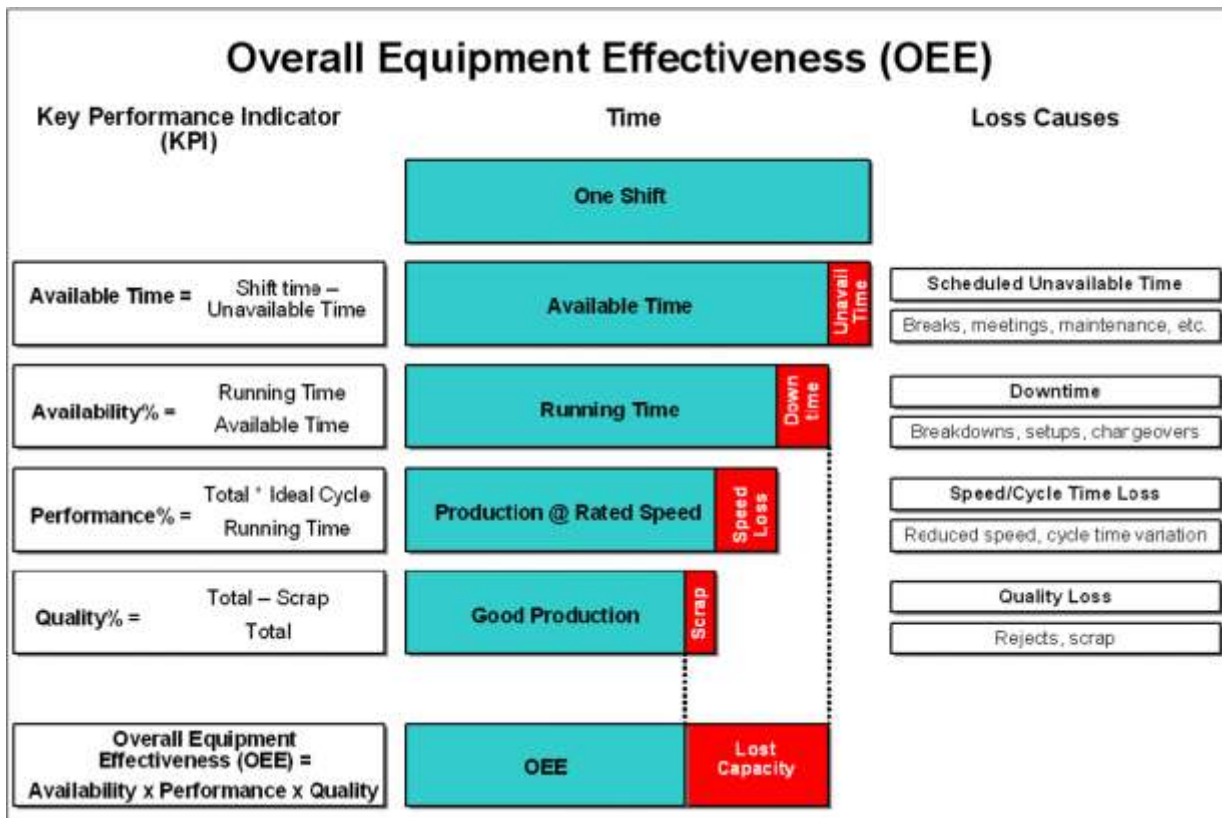 Overall Equipment Effectiveness (OEE)
Key Performance Indicator
(KPI)
Time
Loss Causes
One Shift
Available Time =
Shift time –
Unavailable Time
Available Time
Unavail
Time
Scheduled Unavailable Time
Breaks, meetings, maintenance, etc.
Availability% =
Running Time
Available Time
Running Time
Down
time
Downtime
Breakdowns, setups, changeovers
Performance% =
Total * Ideal Cycle
Running Time
Production @ Rated Speed
Speed
Loss
Speed/Cycle Time Loss
Reduced speed, cycle time variation
Quality% =
Total – Scrap
Total
Good Production
Scrap
Quality Loss
Rejects, scrap
Overall Equipment
Effectiveness (OEE) =
Availability x Performance x Quality
OEE
Lost
Capacity